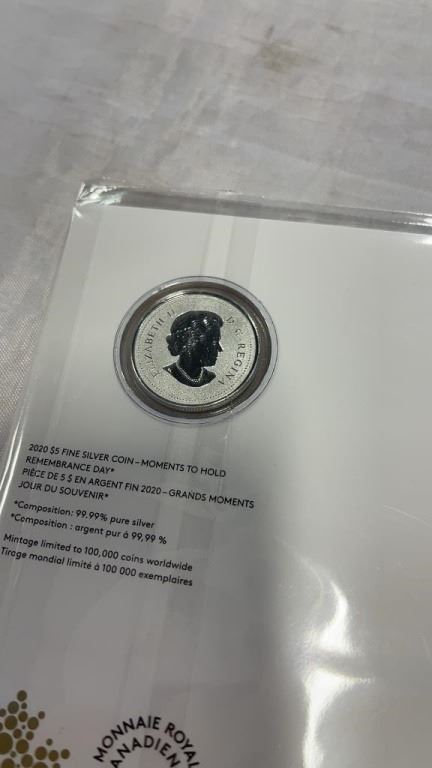 ELIZABETH II D·G·REGINA
2020 $5 FINE SILVER COIN – MOMENTS TO HOLD
REMEMBRANCE DAY*
PIÈCE DE 5 $ EN ARGENT FIN 2020 – GRANDS MOMENTS
JOUR DU SOUVENIR*
*Composition: 99.99% pure silver
*Composition : argent pur à 99,99 %
Mintage limited to 100,000 coins worldwide
Tirage mondial limité à 100 000 exemplaires
MONNAIE ROYAL
CANADIEN